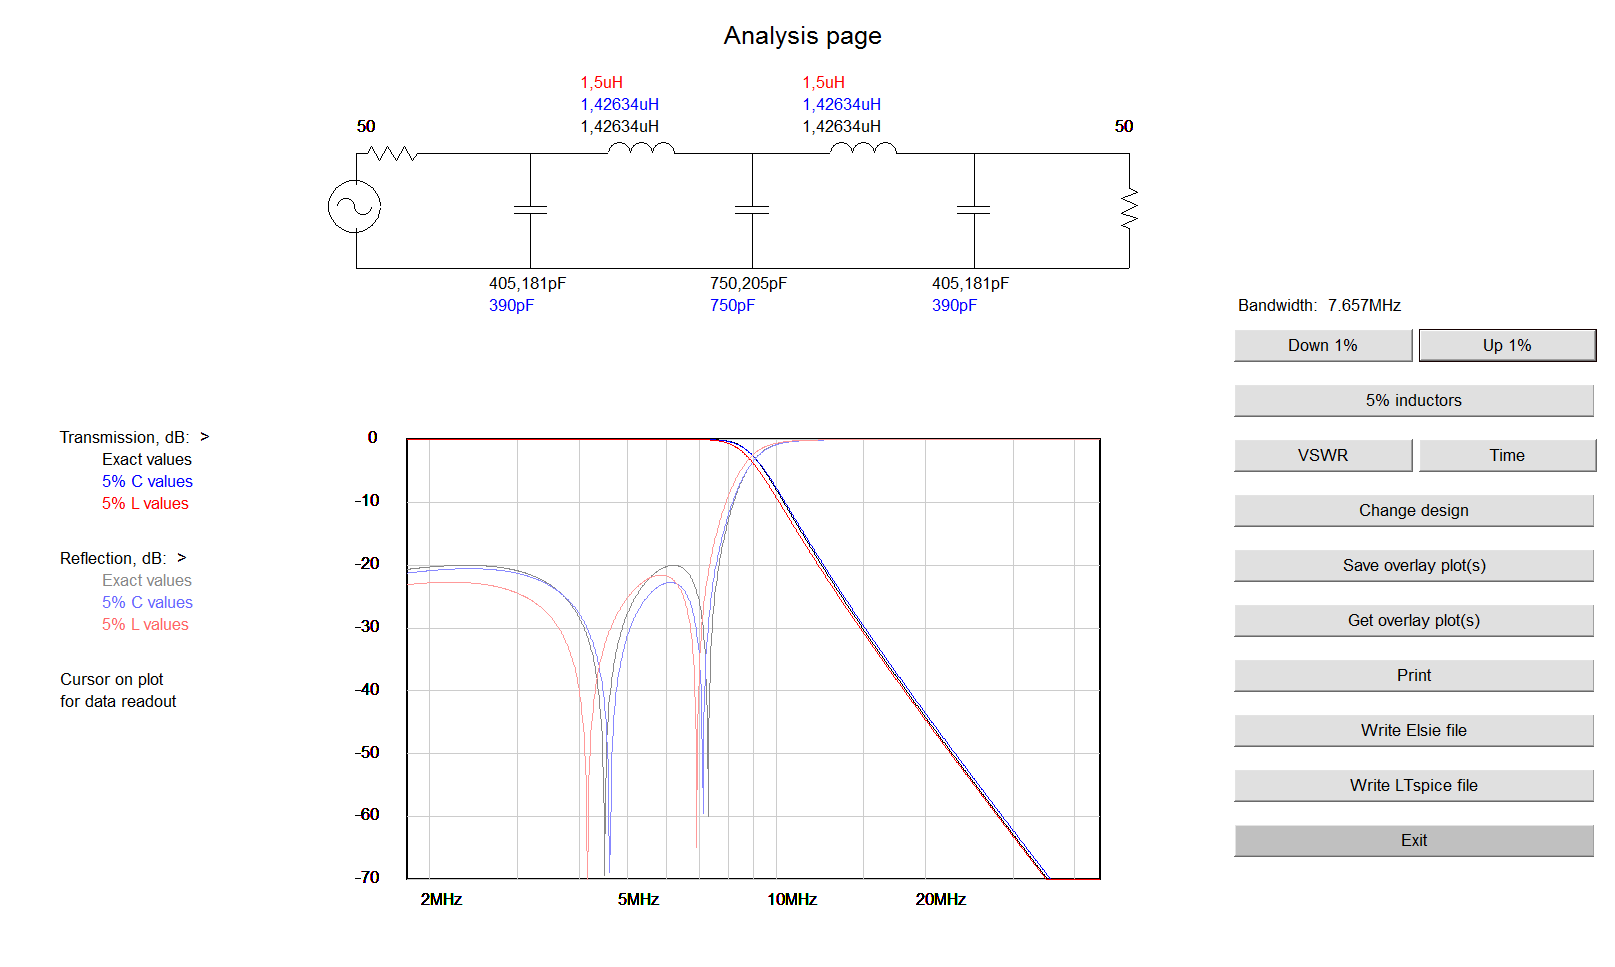 Analysis page
1,5uH 1,5uH
1,42634uH 1,42634uH
1,42634uH 1,42634uH
50 50
405,181pF 750,205pF 405,181pF
390pF 750pF 390pF
Bandwidth: 7.657MHz
Down 1% Up 1%
5% inductors
VSWR Time
Change design
Save overlay plot(s)
Get overlay plot(s)
Print
Write Elsie file
Write LTspice file
Exit
Transmission, dB: >
Exact values
5% C values
5% L values
Reflection, dB: >
Exact values
5% C values
5% L values
Cursor on plot
for data readout
0
-10
-20
-30
-40
-50
-60
-70
2MHz 5MHz 10MHz 20MHz